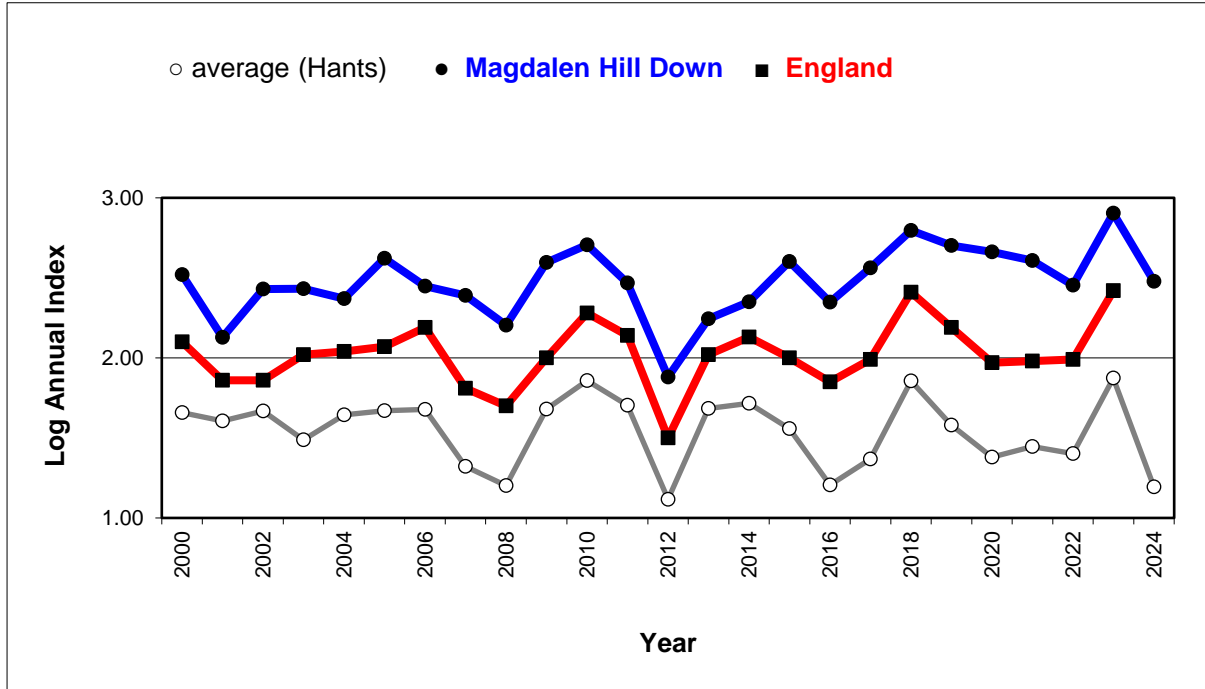 average (Hants) Magdalen Hill Down England
Log Annual Index
3.00
2.00
1.00
2000 2002 2004 2006 2008 2010 2012 2014 2016 2018 2020 2022 2024
Year